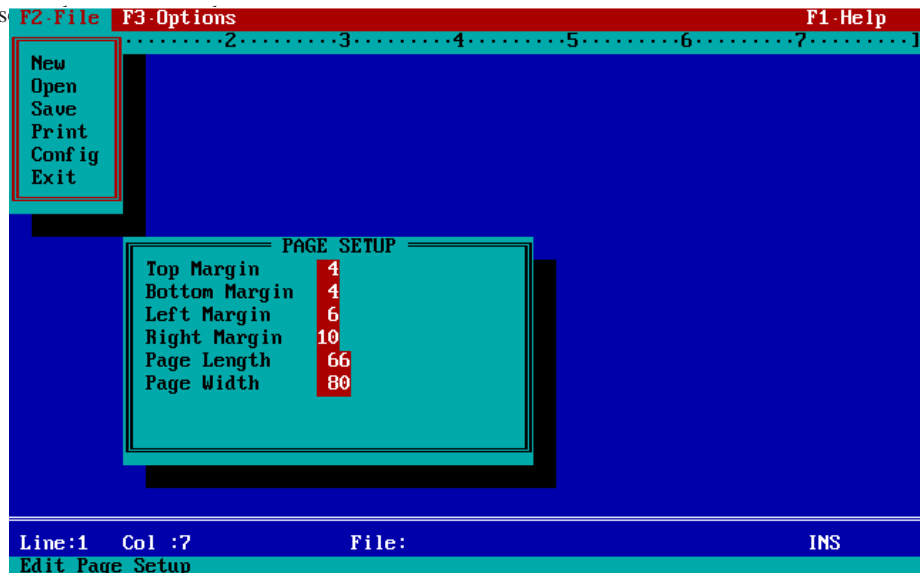 F2-File F3-Options F1-Help
.........2.........3.........4.........5.........6.........7.........]
New
Open
Save
Print
Config
Exit
PAGE SETUP
Top Margin 4
Bottom Margin 4
Left Margin 6
Right Margin 10
Page Length 66
Page Width 80
Line:1 Col :7 File: INS
Edit Page Setup